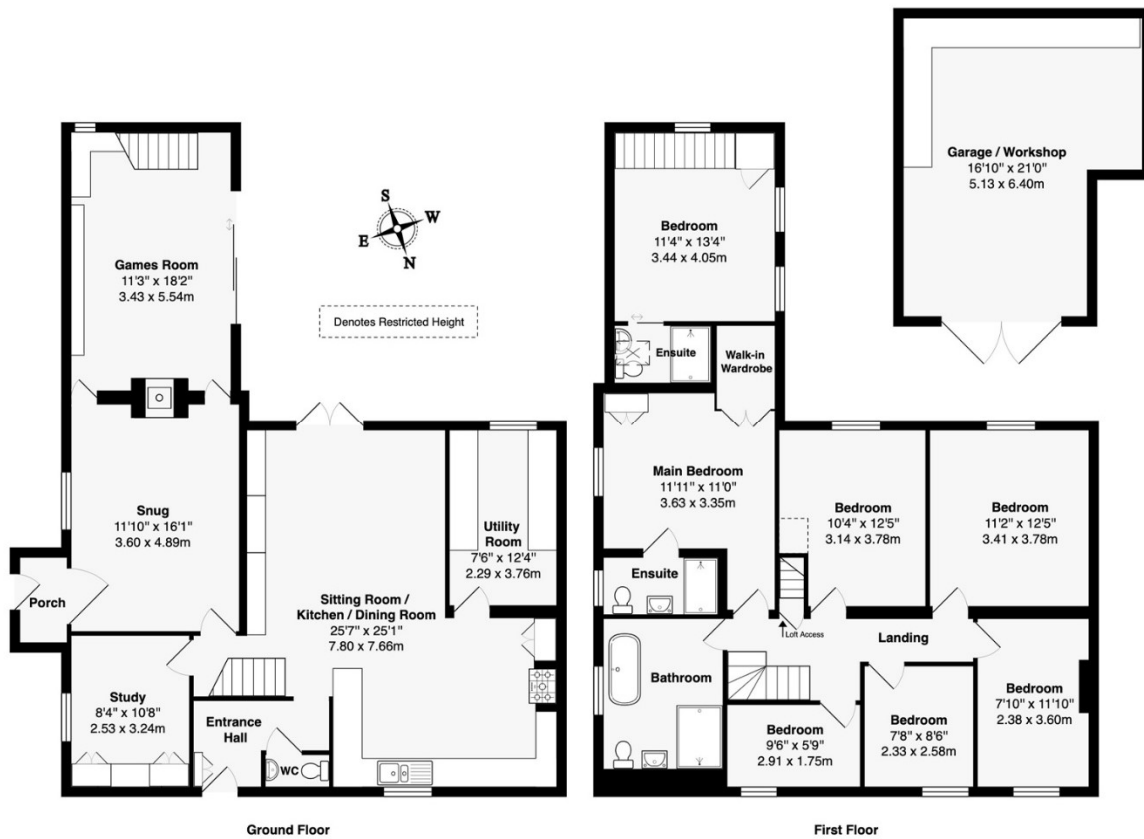 Garage / Workshop
16'10" x 21'0"
5.13 x 6.40m
S
W
E
N
Denotes Restricted Height
Games Room
11'3" x 18'2"
3.43 x 5.54m
Snug
11'10" x 16'1"
3.60 x 4.89m
Porch
Utility
Room
7'6" x 12'4"
2.29 x 3.76m
Sitting Room /
Kitchen / Dining Room
25'7" x 25'1"
7.80 x 7.66m
Study
8'4" x 10'8"
2.53 x 3.24m
Entrance
Hall
WC
Ground Floor
Bedroom
11'4" x 13'4"
3.44 x 4.05m
Ensuite
Walk-in
Wardrobe
Main Bedroom
11'11" x 11'0"
3.63 x 3.35m
Bedroom
10'4" x 12'5"
3.14 x 3.78m
Bedroom
11'2" x 12'5"
3.41 x 3.78m
Ensuite
Loft Access
Landing
Bathroom
Bedroom
9'6" x 5'9"
2.91 x 1.75m
Bedroom
7'8" x 8'6"
2.33 x 2.58m
Bedroom
7'10" x 11'10"
2.38 x 3.60m
First Floor